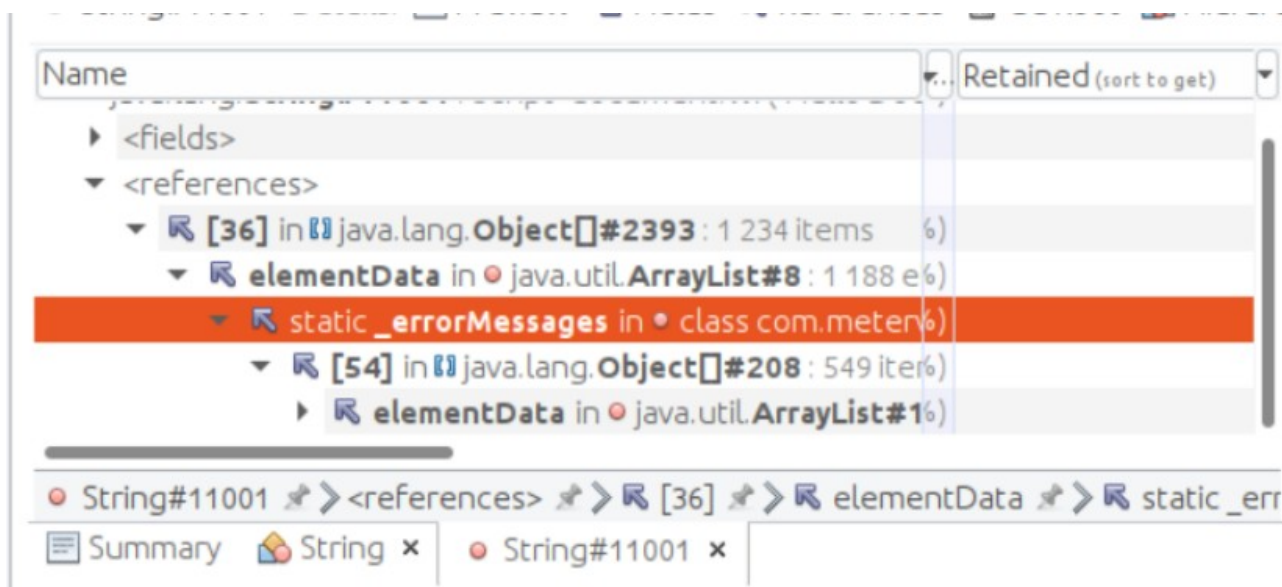 Name Retained (sort to get)
<fields>
<references>
[36] in java.lang.Object[]#2393 : 1 234 items %)
elementData in java.util.ArrayList#8 : 1 188 e %)
static _errorMessages in class com.meter %)
[54] in java.lang.Object[]#208 : 549 iter %)
elementData in java.util.ArrayList#1 %)
String#11001 <references> [36] elementData static _err
Summary String × String#11001 ×